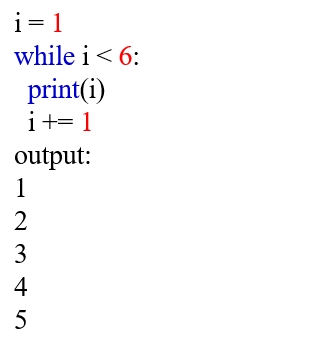 i = 1
while i < 6:
  print(i)
  i += 1
output:
1
2
3
4
5